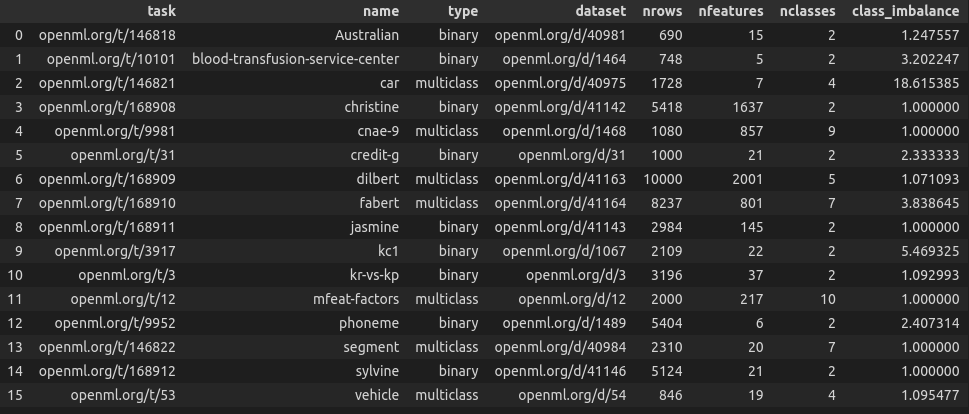 task name type dataset nrows nfeatures nclasses class_imbalance
0 openml.org/t/146818 Australian binary openml.org/d/40981 690 15 2 1.247557
1 openml.org/t/10101 blood-transfusion-service-center binary openml.org/d/1464 748 5 2 3.202247
2 openml.org/t/146821 car multiclass openml.org/d/40975 1728 7 4 18.615385
3 openml.org/t/168908 christine binary openml.org/d/41142 5418 1637 2 1.000000
4 openml.org/t/9981 cnae-9 multiclass openml.org/d/1468 1080 857 9 1.000000
5 openml.org/t/31 credit-g binary openml.org/d/31 1000 21 2 2.333333
6 openml.org/t/168909 dilbert multiclass openml.org/d/41163 10000 2001 5 1.071093
7 openml.org/t/168910 fabert multiclass openml.org/d/41164 8237 801 7 3.838645
8 openml.org/t/168911 jasmine binary openml.org/d/41143 2984 145 2 1.000000
9 openml.org/t/3917 kc1 binary openml.org/d/1067 2109 22 2 5.469325
10 openml.org/t/3 kr-vs-kp binary openml.org/d/3 3196 37 2 1.092993
11 openml.org/t/12 mfeat-factors multiclass openml.org/d/12 2000 217 10 1.000000
12 openml.org/t/9952 phoneme binary openml.org/d/1489 5404 6 2 2.407314
13 openml.org/t/146822 segment multiclass openml.org/d/40984 2310 20 7 1.000000
14 openml.org/t/168912 sylvine binary openml.org/d/41146 5124 21 2 1.000000
15 openml.org/t/53 vehicle multiclass openml.org/d/54 846 19 4 1.095477